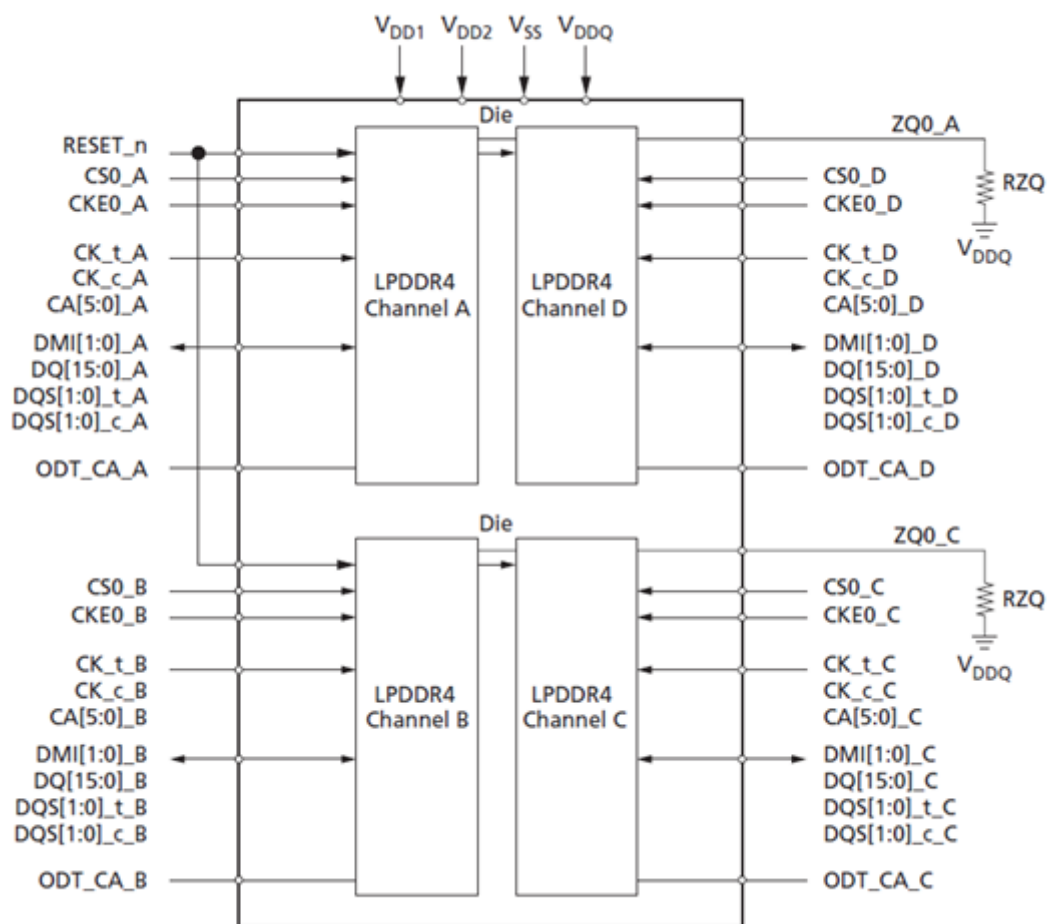 VDD1 VDD2 VSS VDDQ
Die
ZQ0_A
RESET_n
CS0_A
CKE0_A
CK_t_A
CK_c_A
CA[5:0]_A
DMI[1:0]_A
DQ[15:0]_A
DQS[1:0]_t_A
DQS[1:0]_c_A
ODT_CA_A
LPDDR4
Channel A
LPDDR4
Channel D
CS0_D
CKE0_D
CK_t_D
CK_c_D
CA[5:0]_D
DMI[1:0]_D
DQ[15:0]_D
DQS[1:0]_t_D
DQS[1:0]_c_D
ODT_CA_D
RZQ
VDDQ
Die
ZQ0_C
CS0_B
CKE0_B
CK_t_B
CK_c_B
CA[5:0]_B
DMI[1:0]_B
DQ[15:0]_B
DQS[1:0]_t_B
DQS[1:0]_c_B
ODT_CA_B
LPDDR4
Channel B
LPDDR4
Channel C
CS0_C
CKE0_C
CK_t_C
CK_c_C
CA[5:0]_C
DMI[1:0]_C
DQ[15:0]_C
DQS[1:0]_t_C
DQS[1:0]_c_C
ODT_CA_C
RZQ
VDDQ